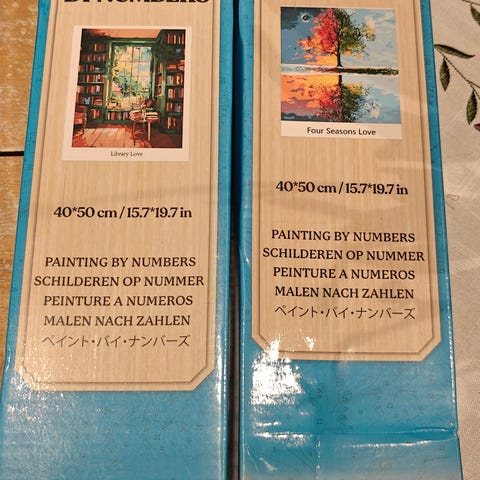 BY NUMBERS
Library Love
40*50 cm / 15.7*19.7 in
PAINTING BY NUMBERS
SCHILDEREN OP NUMMER
PEINTURE A NUMEROS
MALEN NACH ZAHLEN
ペイント・バイ・ナンバーズ
Four Seasons Love
40*50 cm / 15.7*19.7 in
PAINTING BY NUMBERS
SCHILDEREN OP NUMMER
PEINTURE A NUMEROS
MALEN NACH ZAHLEN
ペイント・バイ・ナンバーズ